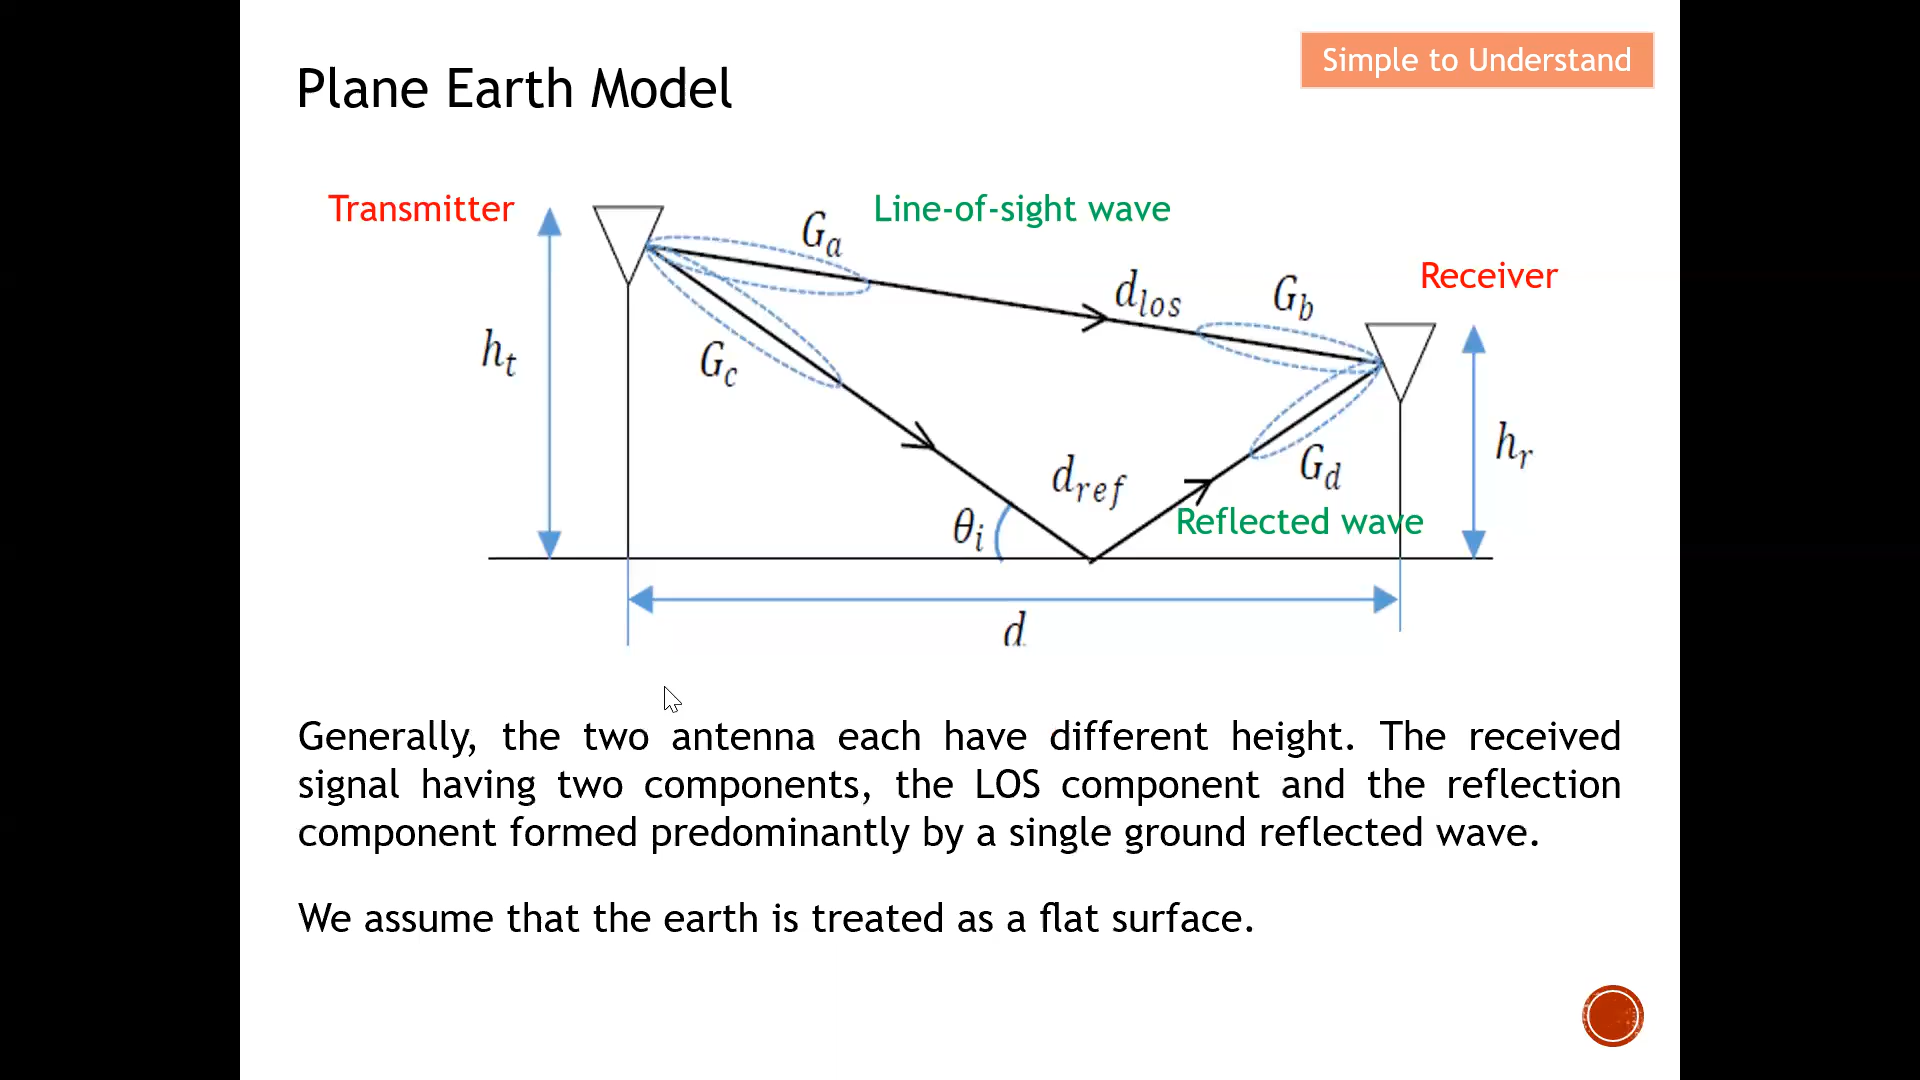 Simple to Understand
Plane Earth Model
Transmitter
Line-of-sight wave
Receiver
Gₐ
d_los
G_b
h_t
G_c
h_r
d_ref
G_d
θ_i
Reflected wave
d
Generally, the two antenna each have different height. The received
signal having two components, the LOS component and the reflection
component formed predominantly by a single ground reflected wave.
We assume that the earth is treated as a flat surface.